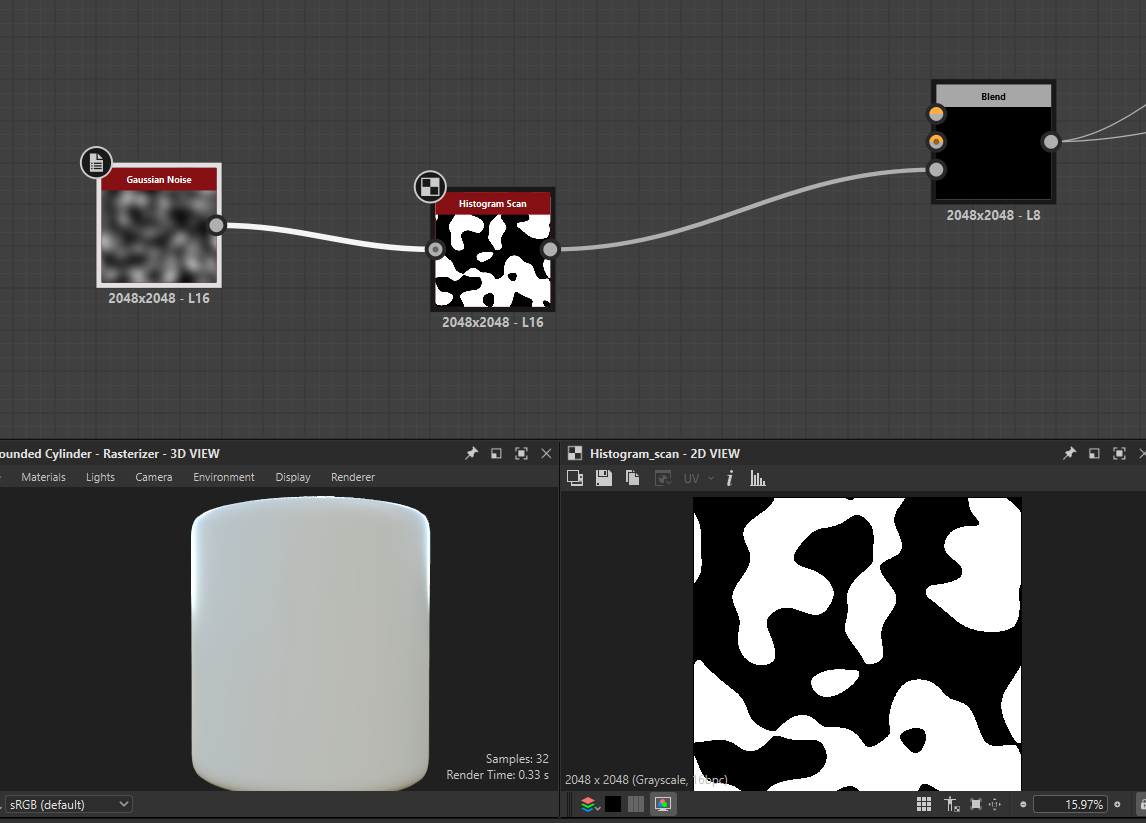 Blend
2048x2048 - L8
Gaussian Noise
2048x2048 - L16
Histogram Scan
2048x2048 - L16
ounded Cylinder - Rasterizer - 3D VIEW
Materials Lights Camera Environment Display Renderer
Samples: 32
Render Time: 0.33 s
sRGB (default)
Histogram_scan - 2D VIEW
UV
2048 x 2048 (Grayscale, 16bpc)
15.97%